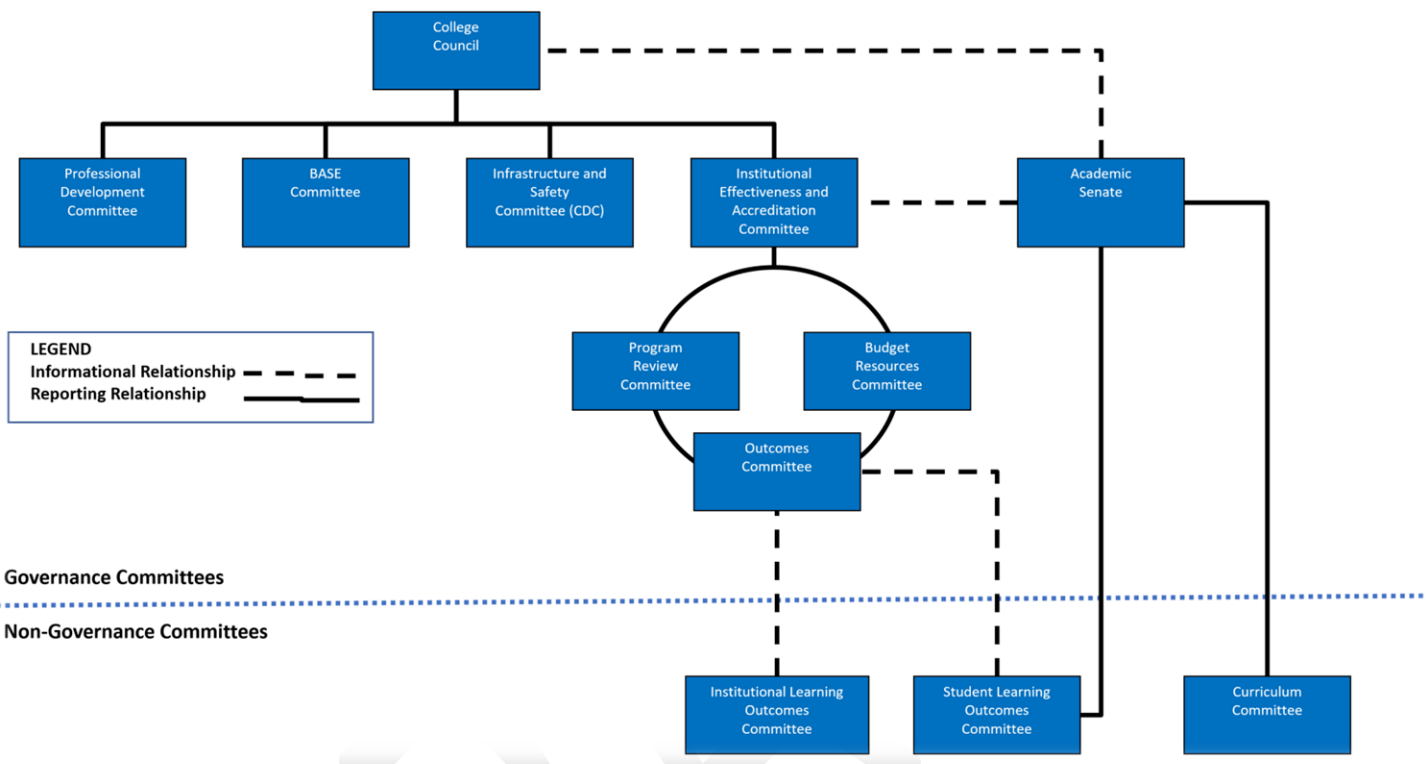 College
Council
Professional
Development
Committee
BASE
Committee
Infrastructure and
Safety
Committee (CDC)
Institutional
Effectiveness and
Accreditation
Committee
Academic
Senate
LEGEND
Informational Relationship
Reporting Relationship
Program
Review
Committee
Budget
Resources
Committee
Outcomes
Committee
Governance Committees
Non-Governance Committees
Institutional Learning
Outcomes
Committee
Student Learning
Outcomes
Committee
Curriculum
Committee